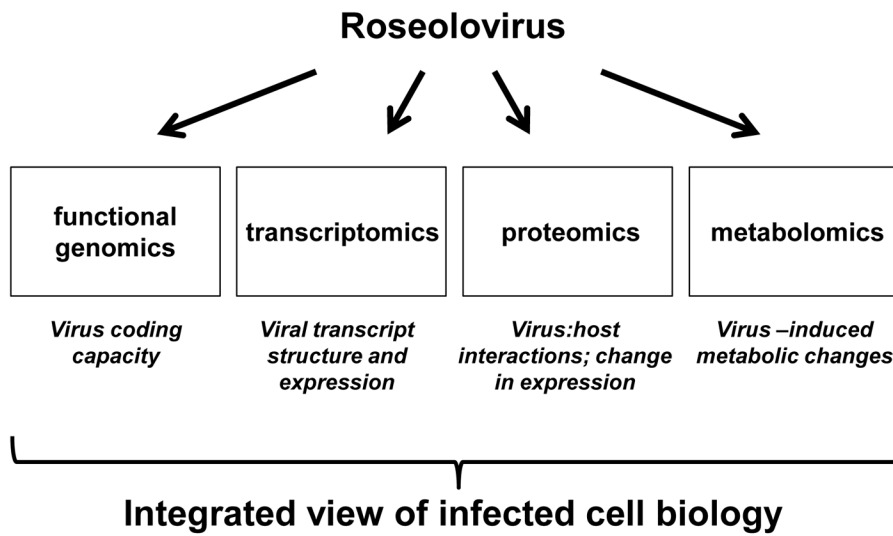 Roseolovirus
functional
genomics
transcriptomics
proteomics
metabolomics
Virus coding
capacity
Viral transcript
structure and
expression
Virus:host
interactions; change
in expression
Virus –induced
metabolic changes
Integrated view of infected cell biology